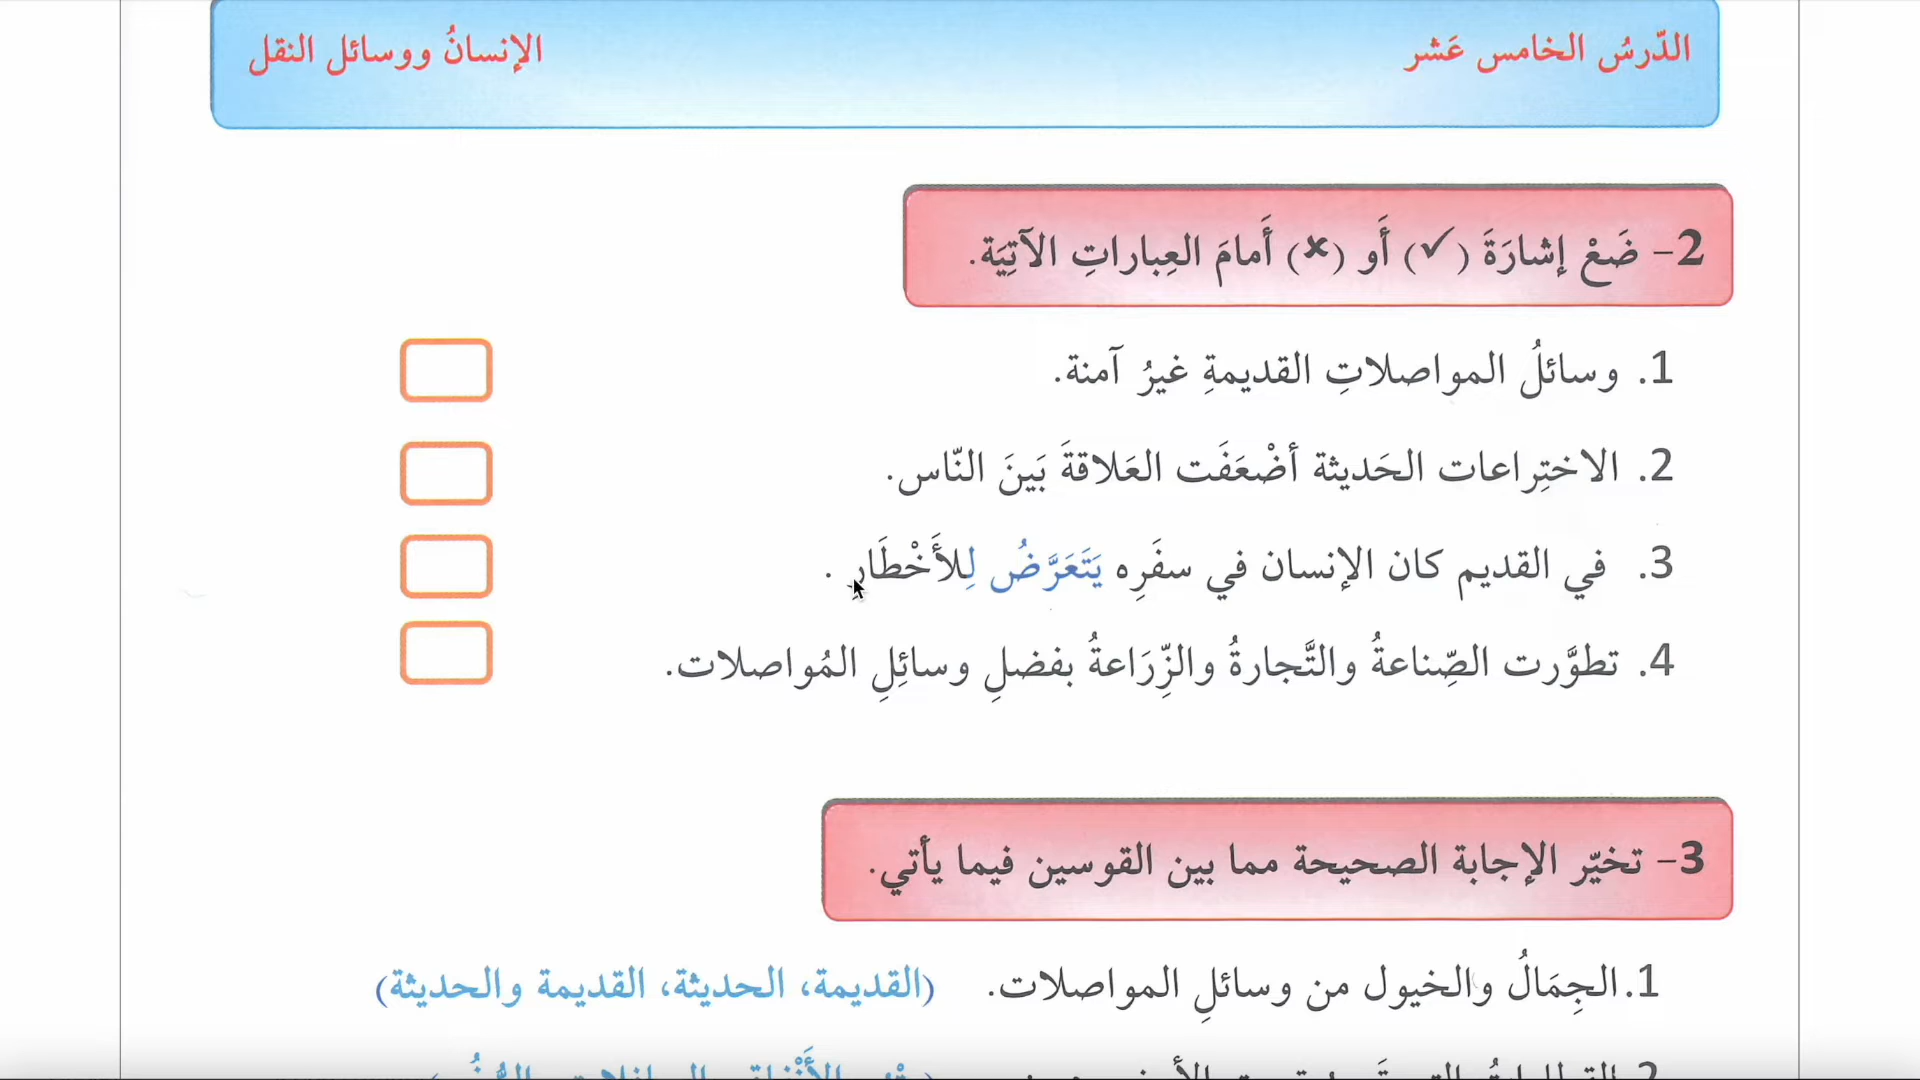 الدّرسُ الخامس عَشر
الإنسانُ ووسائل النقل
2- ضَعْ إشارَةَ (✓) أَو (✗) أَمامَ العِباراتِ الآتِيَة.
1. وسائلُ المواصلاتِ القديمةِ غيرُ آمنة.
2. الاختِراعات الحَديثة أضْعَفَت العَلاقةَ بَينَ النّاس.
3. في القديم كان الإنسان في سفَرِه يَتَعَرَّضُ لِلأَخْطَارِ .
4. تطوَّرت الصِّناعةُ والتَّجارةُ والزِّرَاعةُ بفضلِ وسائِلِ المُواصلات.
3- تخيّر الإجابة الصحيحة مما بين القوسين فيما يأتي.
1. الجِمَالُ والخيول من وسائلِ المواصلات. (القديمة، الحديثة، القديمة والحديثة)